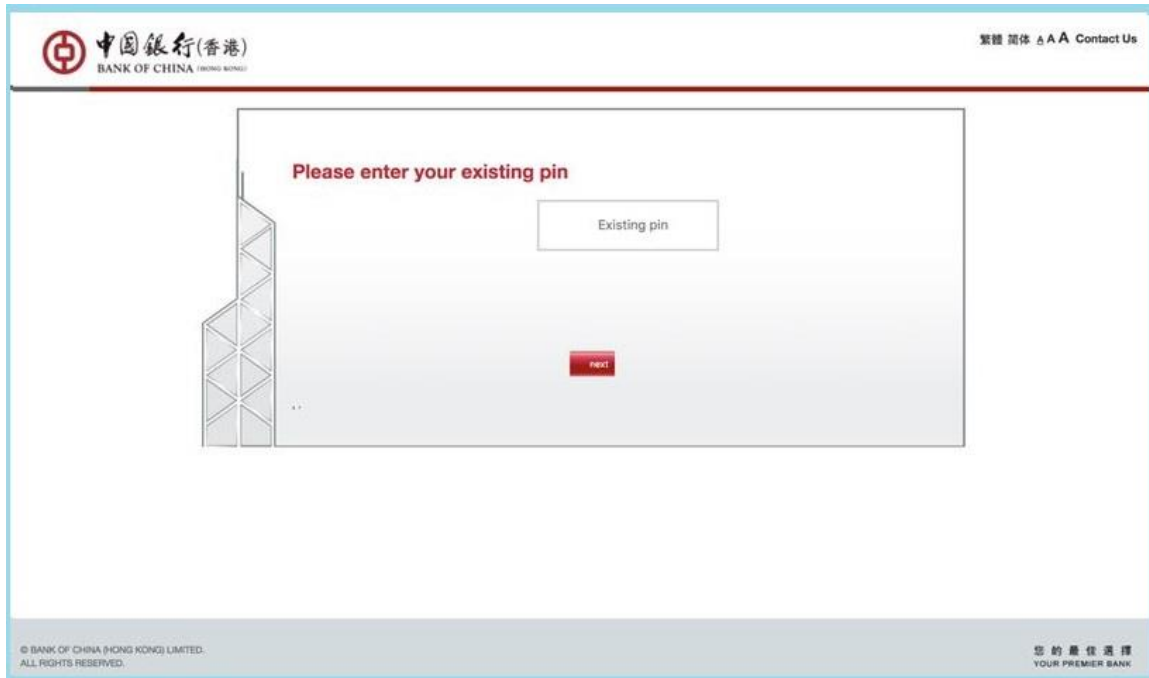 中国銀行(香港)
BANK OF CHINA (HONG KONG)
繁體 简体 A A A Contact Us
Please enter your existing pin
Existing pin
next
© BANK OF CHINA (HONG KONG) LIMITED.
ALL RIGHTS RESERVED.
您的最佳選擇
YOUR PREMIER BANK